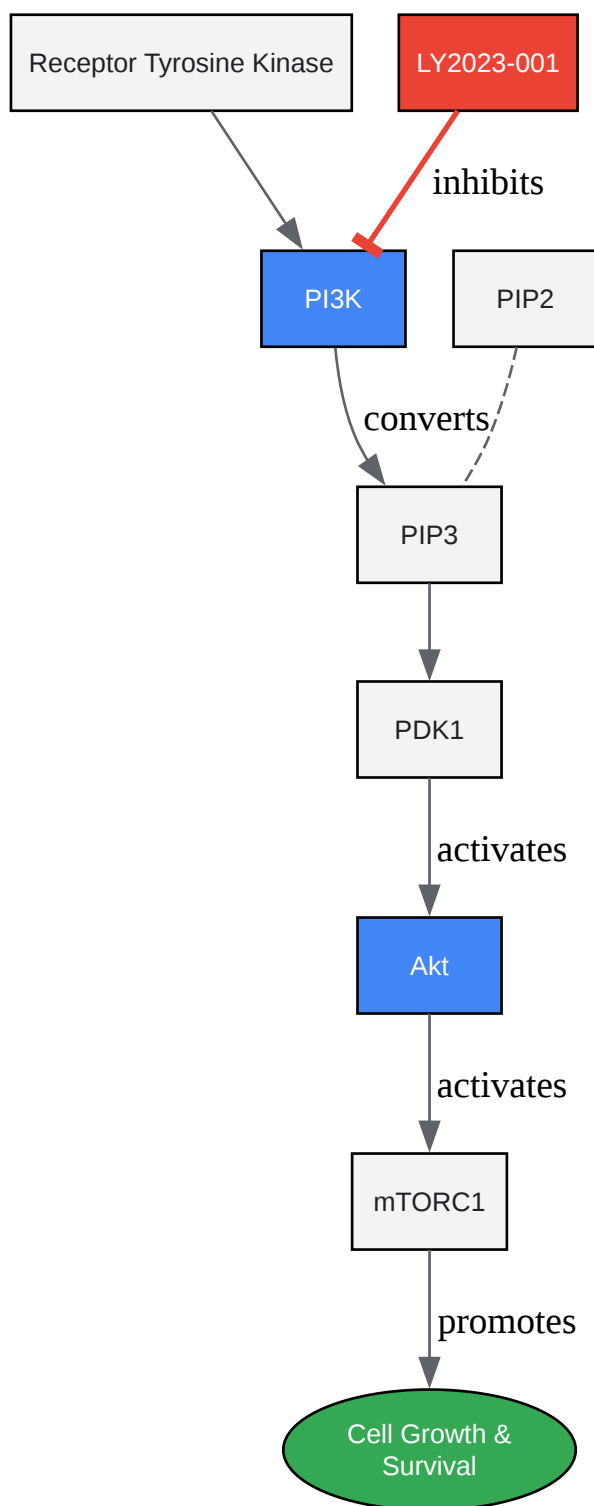 Receptor Tyrosine Kinase
LY2023-001
inhibits
PI3K
PIP2
converts
PIP3
PDK1
activates
Akt
activates
mTORC1
promotes
Cell Growth &
Survival